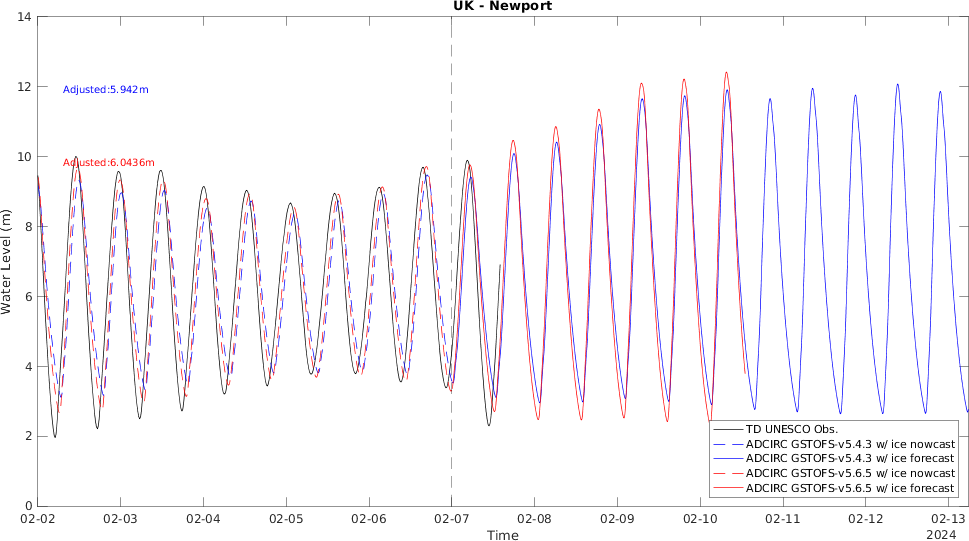 UK - Newport
14
12
10
8
6
4
2
0
Water Level (m)
Adjusted:5.942m
Adjusted:6.0436m
TD UNESCO Obs.
ADCIRC GSTOFS-v5.4.3 w/ ice nowcast
ADCIRC GSTOFS-v5.4.3 w/ ice forecast
ADCIRC GSTOFS-v5.6.5 w/ ice nowcast
ADCIRC GSTOFS-v5.6.5 w/ ice forecast
02-02 02-03 02-04 02-05 02-06 02-07 02-08 02-09 02-10 02-11 02-12 02-13
Time
2024